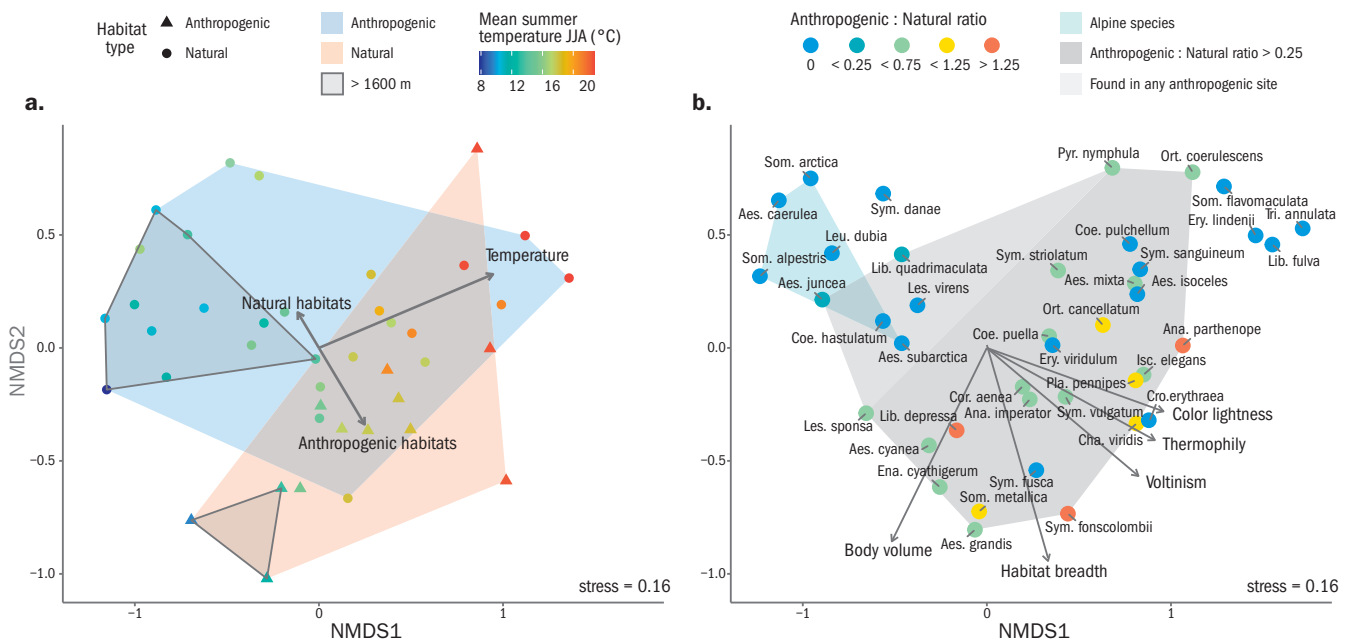 Habitat type
Anthropogenic
Natural
Anthropogenic
Natural
> 1600 m
Mean summer
temperature JJA (°C)
8 12 16 20
a.
NMDS2
0.5
0.0
−0.5
−1.0
Temperature
Natural habitats
Anthropogenic habitats
stress = 0.16
−1 0 1
NMDS1
Anthropogenic : Natural ratio
0 < 0.25 < 0.75 < 1.25 > 1.25
Alpine species
Anthropogenic : Natural ratio > 0.25
Found in any anthropogenic site
b.
0.5
0.0
−0.5
−1.0
Pyr. nymphula
Ort. coerulescens
Som. arctica
Som. flavomaculata
Aes. caerulea
Sym. danae
Ery. lindenii
Tri. annulata
Leu. dubia
Coe. pulchellum
Som. alpestris
Lib. quadrimaculata
Sym. striolatum
Sym. sanguineum
Lib. fulva
Aes. juncea
Les. virens
Aes. mixta
Aes. isoceles
Ort. cancellatum
Coe. hastulatum
Coe. puella
Ana. parthenope
Aes. subarctica
Ery. viridulum
Isc. elegans
Pla. pennipes
Cor. aenea
Cro.erythraea
Les. sponsa
Lib. depressa
Ana. imperator
Sym. vulgatum
Color lightness
Aes. cyanea
Cha. viridis
Thermophily
Ena. cyathigerum
Sym. fusca
Voltinism
Som. metallica
Aes. grandis
Sym. fonscolombii
Body volume
Habitat breadth
stress = 0.16
−1 0 1
NMDS1